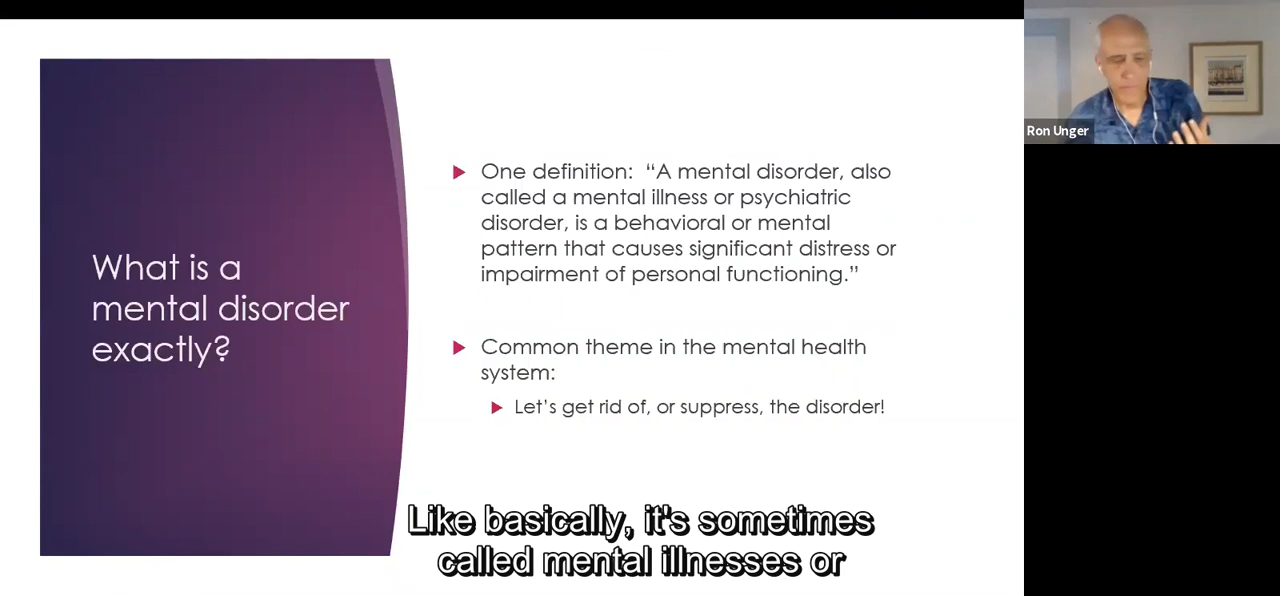 What is a
mental disorder
exactly?
One definition:  “A mental disorder, also
called a mental illness or psychiatric
disorder, is a behavioral or mental
pattern that causes significant distress or
impairment of personal functioning.”
Common theme in the mental health
system:
Let’s get rid of, or suppress, the disorder!
Like basically, it's sometimes
called mental illnesses or
Ron Unger